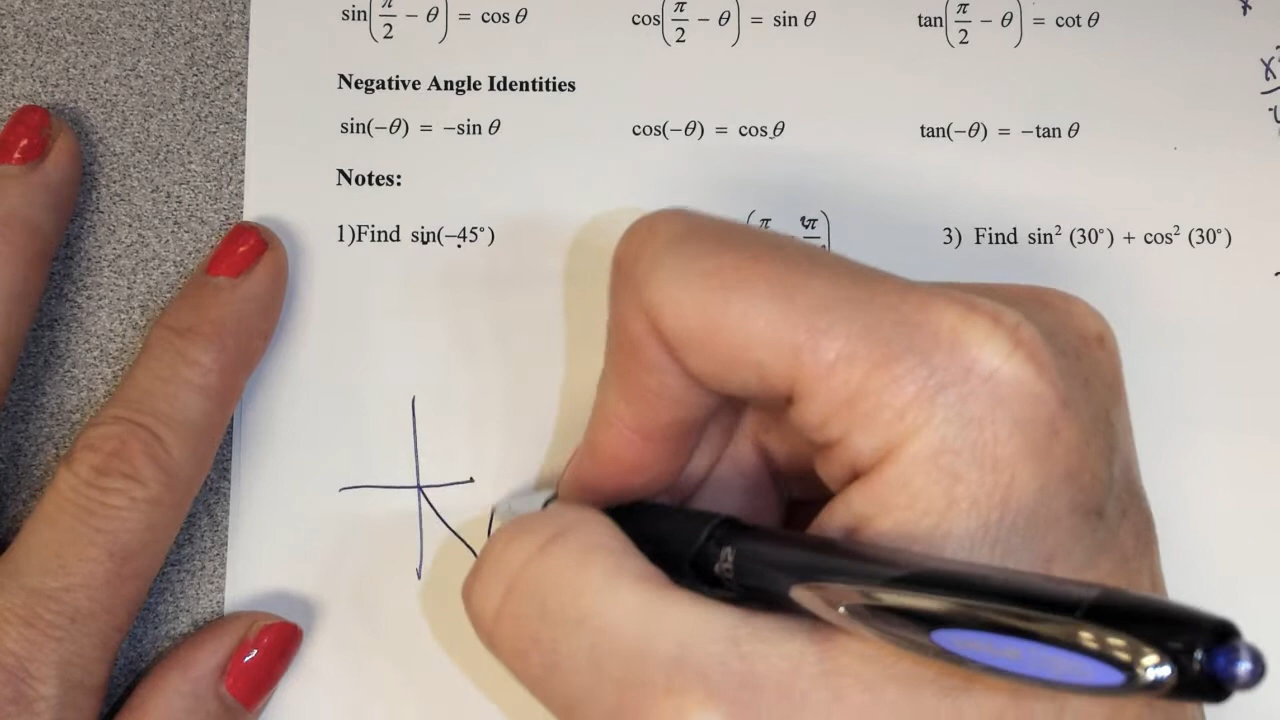 sin(π/2 − θ) = cos θ cos(π/2 − θ) = sin θ tan(π/2 − θ) = cot θ
Negative Angle Identities
sin(−θ) = −sin θ cos(−θ) = cos θ tan(−θ) = −tan θ
Notes:
1)Find sin(−45°) 3) Find sin² (30°) + cos² (30°)